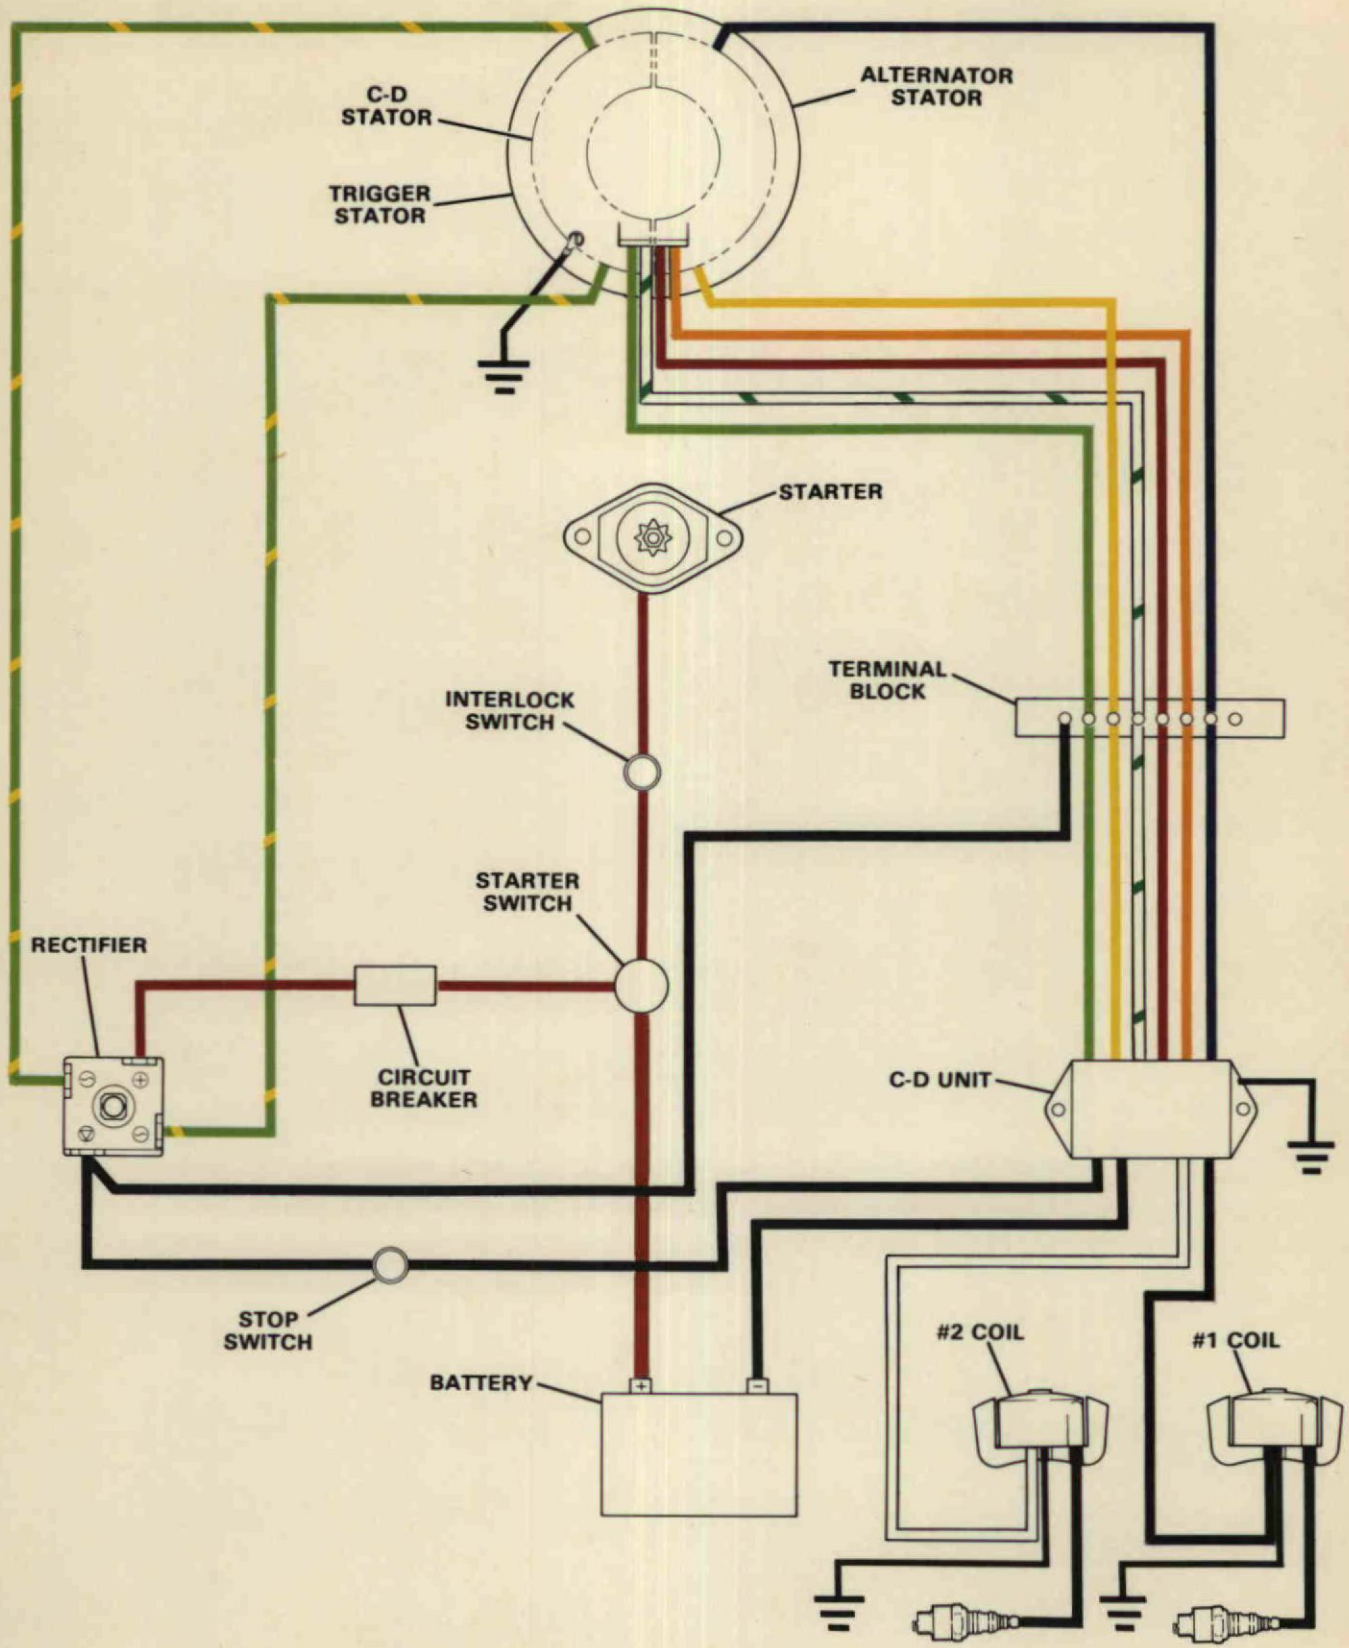 C-D
STATOR
ALTERNATOR
STATOR
TRIGGER
STATOR
STARTER
TERMINAL
BLOCK
INTERLOCK
SWITCH
STARTER
SWITCH
RECTIFIER
CIRCUIT
BREAKER
C-D UNIT
+
STOP
SWITCH
#2 COIL
#1 COIL
BATTERY
+ −